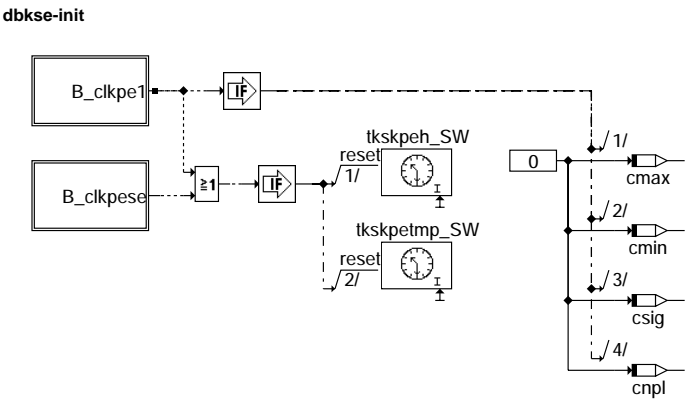 dbkse-init
B_clkpe1
IF
B_clkpese
≥1
IF
tkskpeh_SW
reset
1/
I
tkskpetmp_SW
reset
2/
I
0
1/
cmax
2/
cmin
3/
csig
4/
cnpl